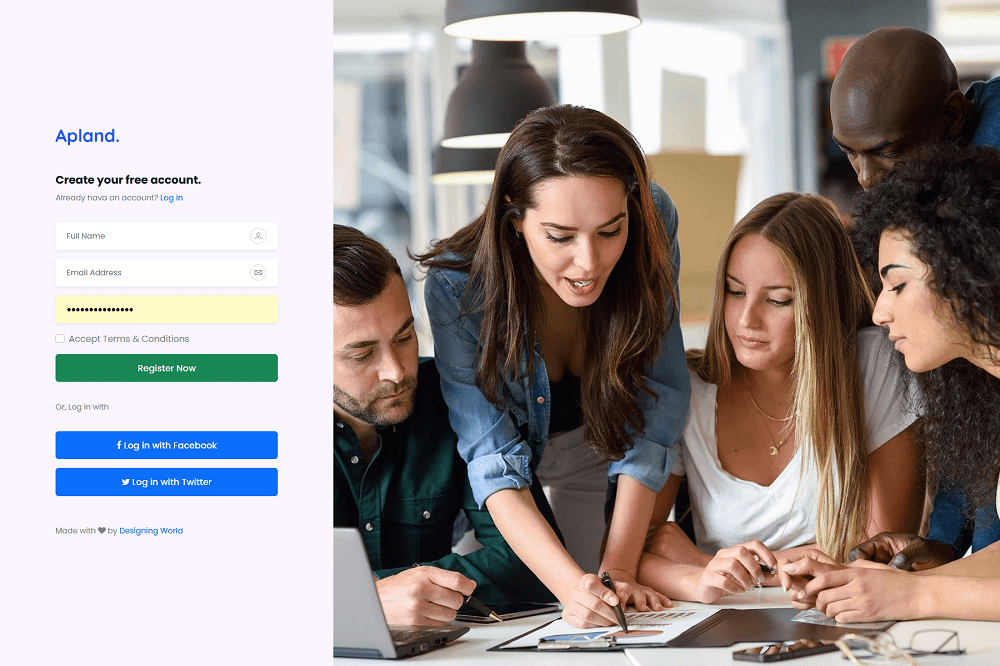 Apland.
Create your free account.
Already hava an account? Log in
Full Name
Email Address
•••••••••••••••
Accept Terms & Conditions
Register Now
Or, Log in with
Log in with Facebook
Log in with Twitter
Made with ♥ by Designing World